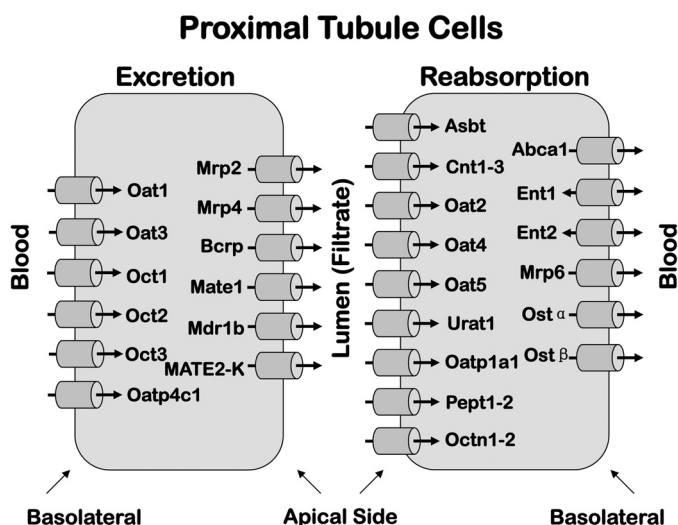 Proximal Tubule Cells
Excretion
Reabsorption
Blood
Oat1
Oat3
Oct1
Oct2
Oct3
Oatp4c1
Mrp2
Mrp4
Bcrp
Mate1
Mdr1b
MATE2-K
Lumen (Filtrate)
Asbt
Cnt1-3
Oat2
Oat4
Oat5
Urat1
Oatp1a1
Pept1-2
Octn1-2
Abca1
Ent1
Ent2
Mrp6
Ost α
Ost β
Blood
Basolateral
Apical Side
Basolateral